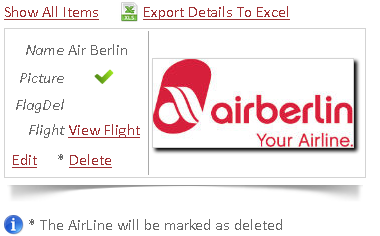 Show All Items Export Details To Excel
Name Air Berlin
Picture
FlagDel
Flight View Flight
Edit * Delete
airberlin
Your Airline.
* The AirLine will be marked as deleted